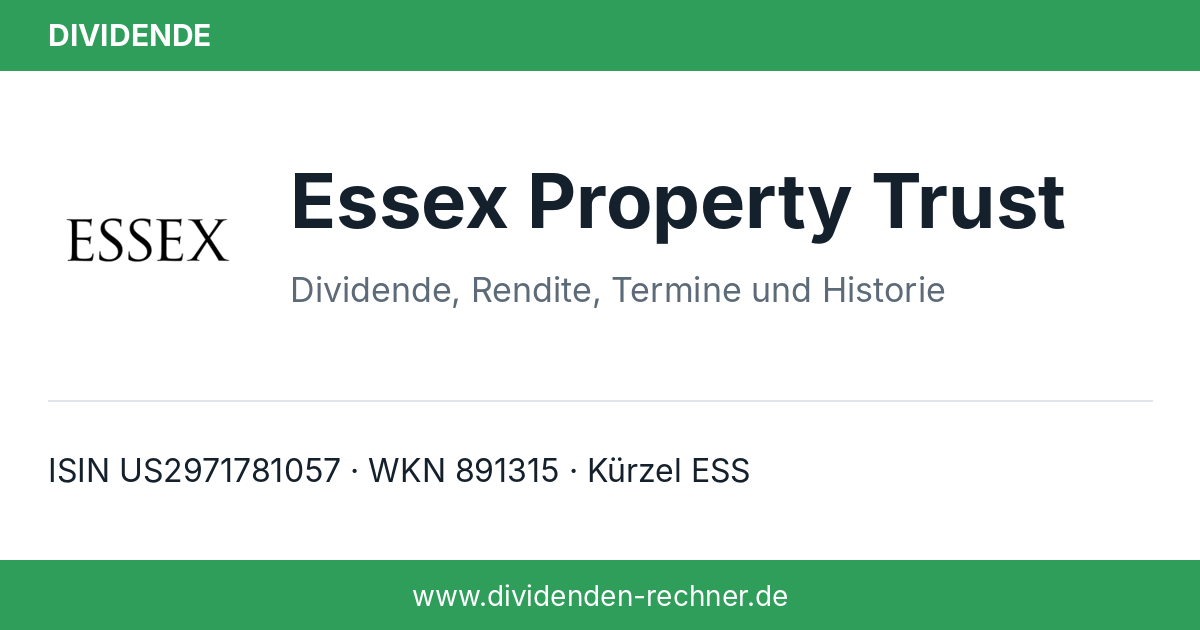 DIVIDENDE
ESSEX
Essex Property Trust
Dividende, Rendite, Termine und Historie
ISIN US2971781057 · WKN 891315 · Kürzel ESS
www.dividenden-rechner.de